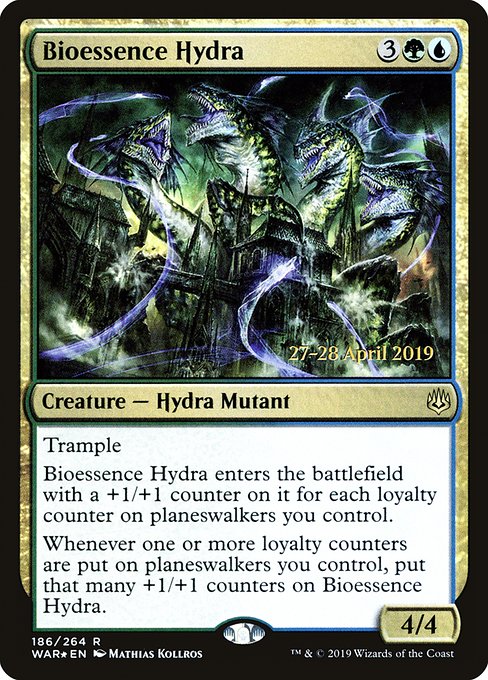 Bioessence Hydra 3
27–28 April 2019
Creature — Hydra Mutant
Trample
Bioessence Hydra enters the battlefield
with a +1/+1 counter on it for each loyalty
counter on planeswalkers you control.
Whenever one or more loyalty counters
are put on planeswalkers you control, put
that many +1/+1 counters on Bioessence
Hydra.
4/4
186/264 R
WAR★EN Mathias Kollros
™ & © 2019 Wizards of the Coast